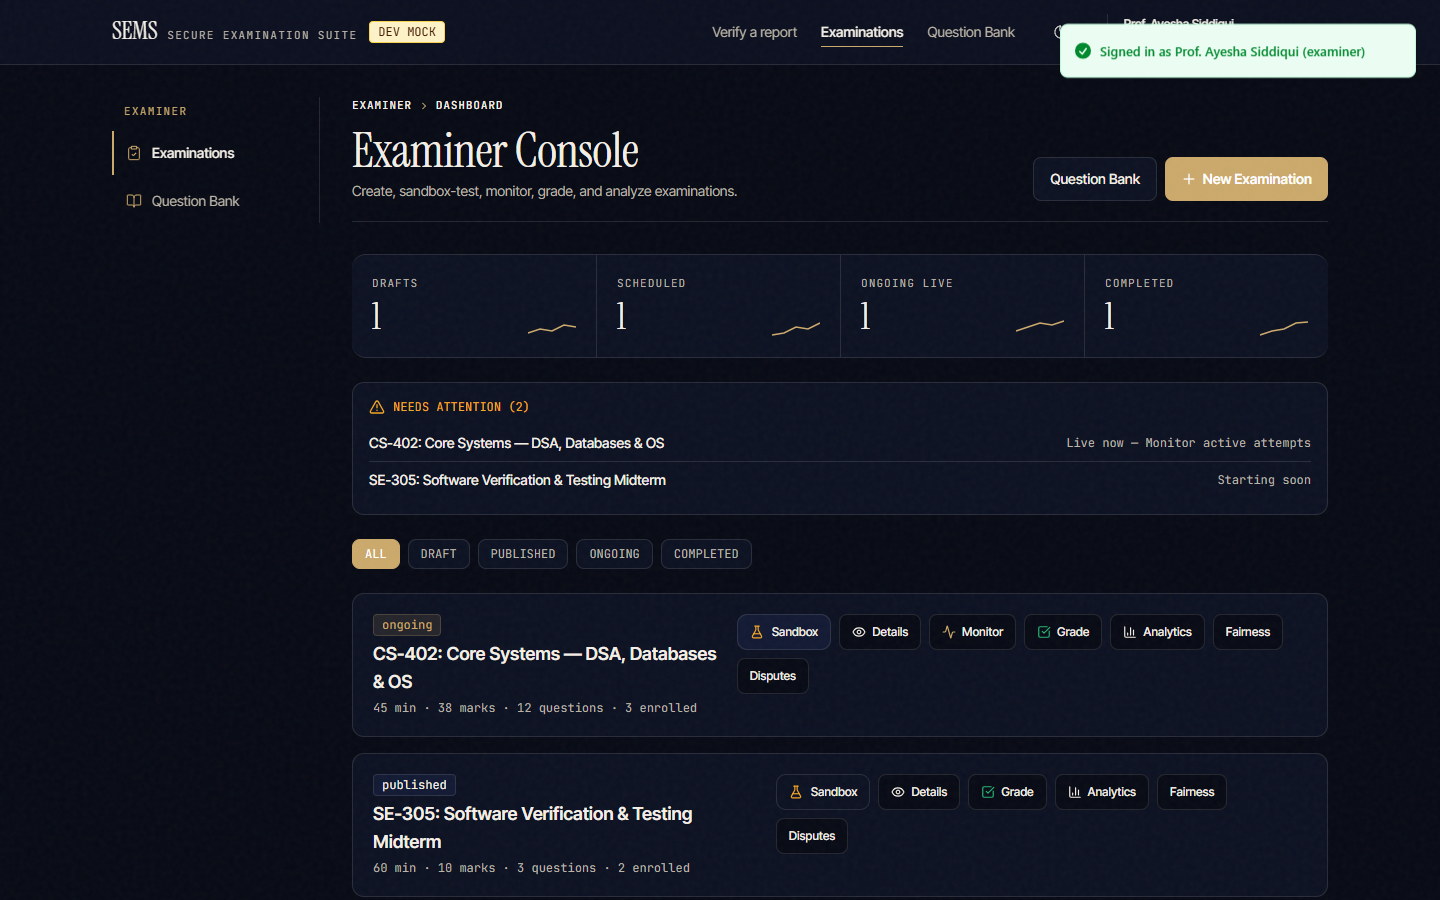 SEMS SECURE EXAMINATION SUITE DEV MOCK
Verify a report Examinations Question Bank
Prof. Ayesha Siddiqui
Signed in as Prof. Ayesha Siddiqui (examiner)
EXAMINER
Examinations
Question Bank
EXAMINER › DASHBOARD
Examiner Console
Create, sandbox-test, monitor, grade, and analyze examinations.
Question Bank
New Examination
DRAFTS
1
SCHEDULED
1
ONGOING LIVE
1
COMPLETED
1
NEEDS ATTENTION (2)
CS-402: Core Systems — DSA, Databases & OS
Live now — Monitor active attempts
SE-305: Software Verification & Testing Midterm
Starting soon
ALL DRAFT PUBLISHED ONGOING COMPLETED
ongoing
CS-402: Core Systems — DSA, Databases
& OS
45 min · 38 marks · 12 questions · 3 enrolled
Sandbox Details Monitor Grade Analytics Fairness
Disputes
published
SE-305: Software Verification & Testing
Midterm
60 min · 10 marks · 3 questions · 2 enrolled
Sandbox Details Grade Analytics Fairness
Disputes